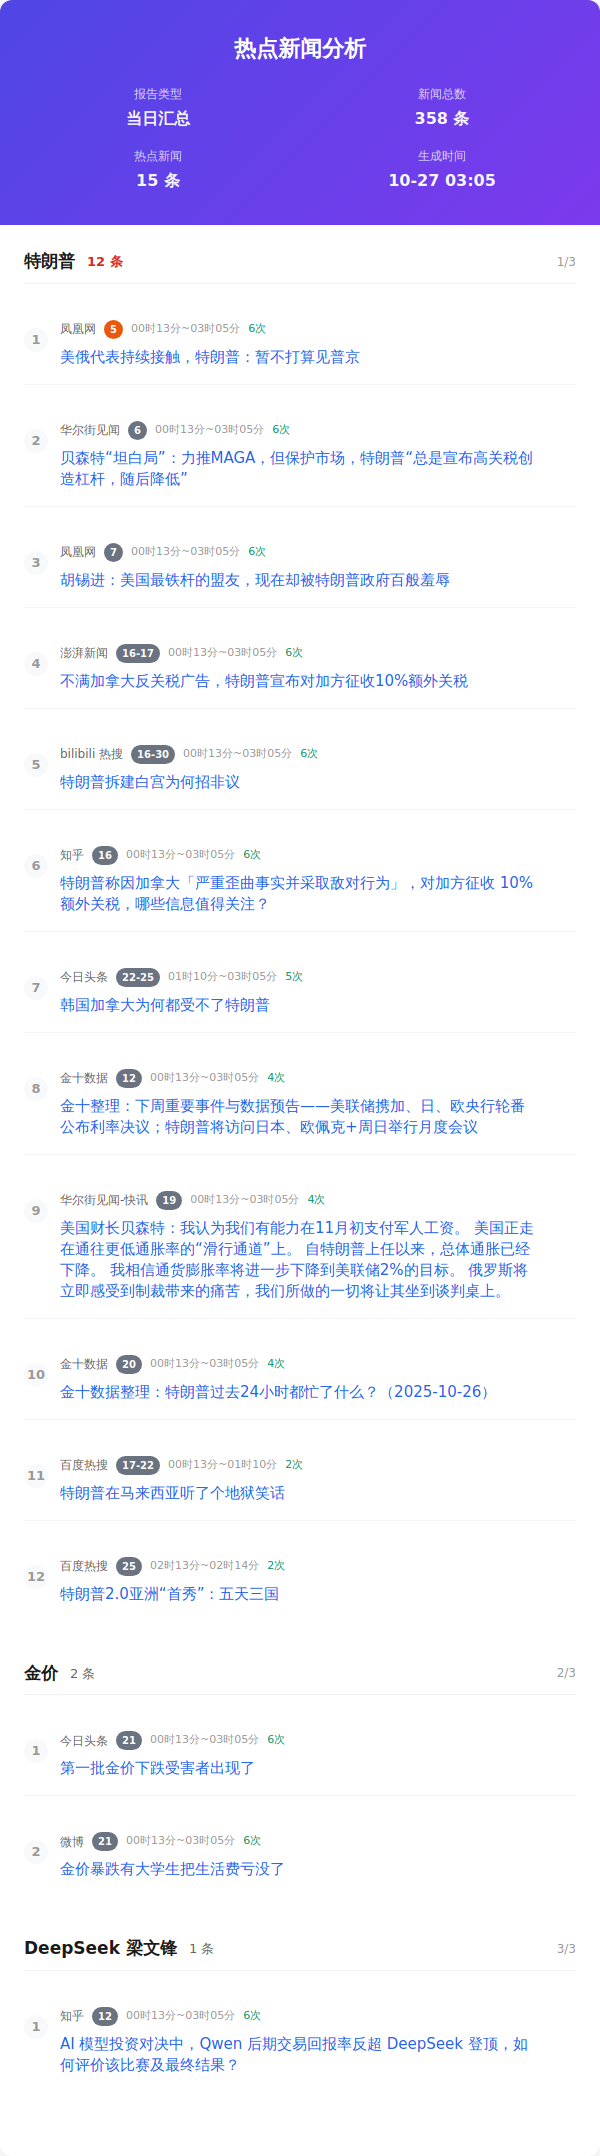 热点新闻分析
报告类型
新闻总数
当日汇总
358 条
热点新闻
生成时间
15 条
10-27 03:05
特朗普 12 条 1/3
1
凤凰网 5 00时13分~03时05分 6次
美俄代表持续接触，特朗普：暂不打算见普京
2
华尔街见闻 6 00时13分~03时05分 6次
贝森特“坦白局”：力推MAGA，但保护市场，特朗普“总是宣布高关税创
造杠杆，随后降低”
3
凤凰网 7 00时13分~03时05分 6次
胡锡进：美国最铁杆的盟友，现在却被特朗普政府百般羞辱
4
澎湃新闻 16-17 00时13分~03时05分 6次
不满加拿大反关税广告，特朗普宣布对加方征收10%额外关税
5
bilibili 热搜 16-30 00时13分~03时05分 6次
特朗普拆建白宫为何招非议
6
知乎 16 00时13分~03时05分 6次
特朗普称因加拿大「严重歪曲事实并采取敌对行为」，对加方征收 10%
额外关税，哪些信息值得关注？
7
今日头条 22-25 01时10分~03时05分 5次
韩国加拿大为何都受不了特朗普
8
金十数据 12 00时13分~03时05分 4次
金十整理：下周重要事件与数据预告——美联储携加、日、欧央行轮番
公布利率决议；特朗普将访问日本、欧佩克+周日举行月度会议
9
华尔街见闻-快讯 19 00时13分~03时05分 4次
美国财长贝森特：我认为我们有能力在11月初支付军人工资。 美国正走
在通往更低通胀率的“滑行通道”上。 自特朗普上任以来，总体通胀已经
下降。 我相信通货膨胀率将进一步下降到美联储2%的目标。 俄罗斯将
立即感受到制裁带来的痛苦，我们所做的一切将让其坐到谈判桌上。
10
金十数据 20 00时13分~03时05分 4次
金十数据整理：特朗普过去24小时都忙了什么？（2025-10-26）
11
百度热搜 17-22 00时13分~01时10分 2次
特朗普在马来西亚听了个地狱笑话
12
百度热搜 25 02时13分~02时14分 2次
特朗普2.0亚洲“首秀”：五天三国
金价 2 条 2/3
1
今日头条 21 00时13分~03时05分 6次
第一批金价下跌受害者出现了
2
微博 21 00时13分~03时05分 6次
金价暴跌有大学生把生活费亏没了
DeepSeek 梁文锋 1 条 3/3
1
知乎 12 00时13分~03时05分 6次
AI 模型投资对决中，Qwen 后期交易回报率反超 DeepSeek 登顶，如
何评价该比赛及最终结果？